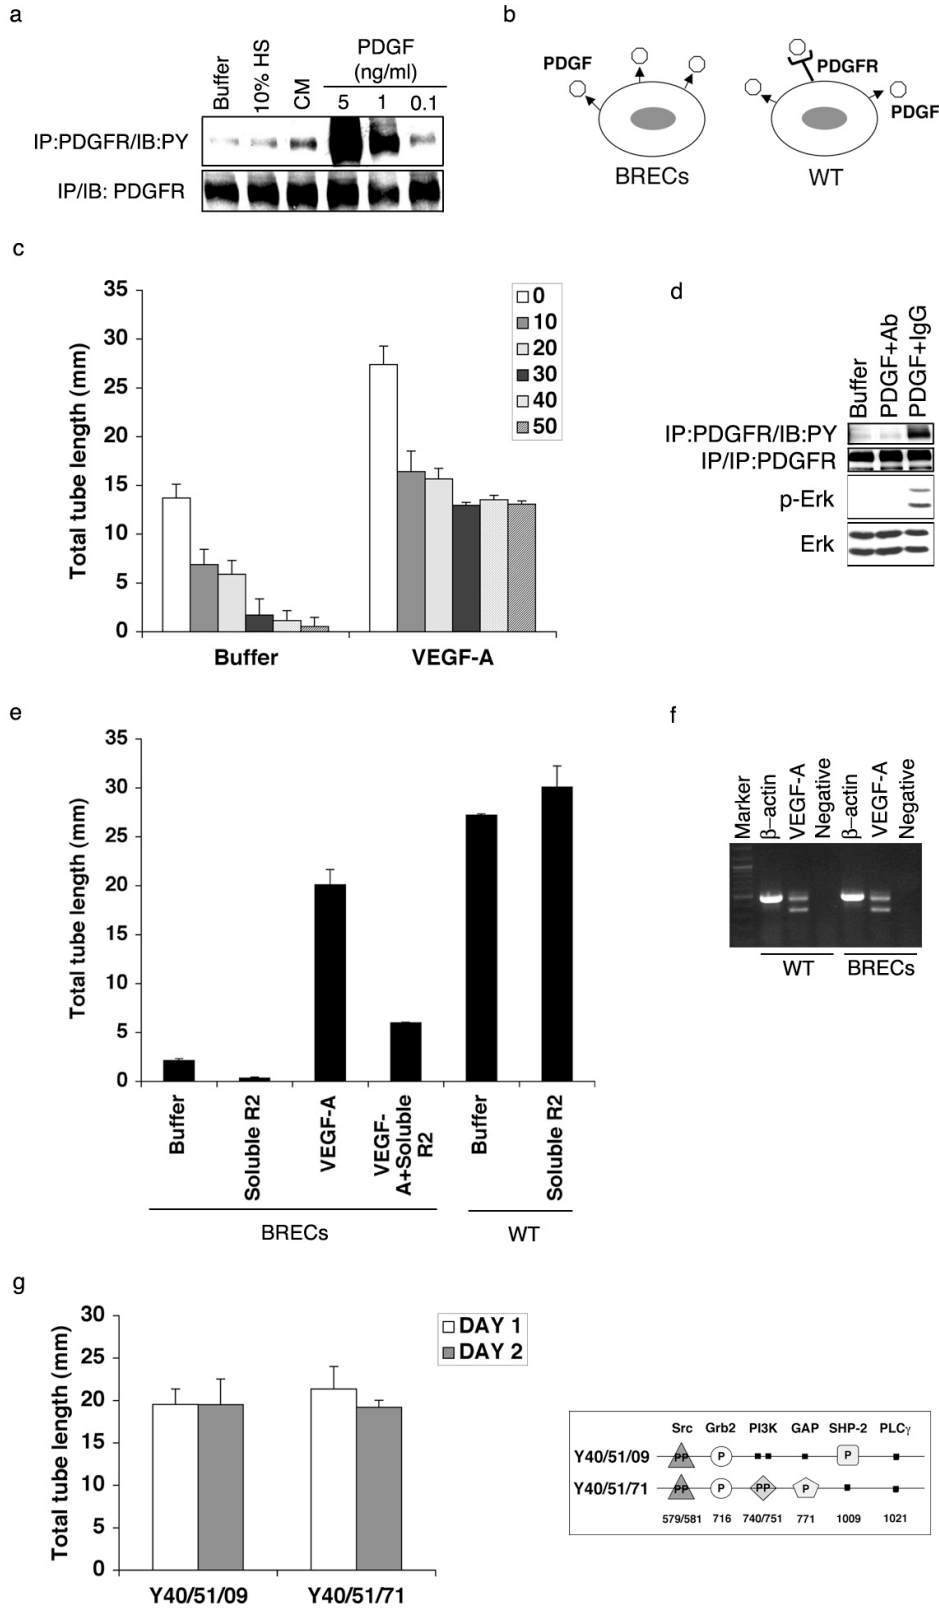 a
Buffer
10% HS
CM
PDGF
(ng/ml)
5 1 0.1
IP:PDGFR/IB:PY
IP/IB: PDGFR
b
PDGF
PDGFR
PDGF
BRECs
WT
c
Total tube length (mm)
35
30
25
20
15
10
5
0
0
10
20
30
40
50
Buffer
VEGF-A
d
Buffer
PDGF+Ab
PDGF+IgG
IP:PDGFR/IB:PY
IP/IP:PDGFR
p-Erk
Erk
e
Total tube length (mm)
35
30
25
20
15
10
5
0
Buffer
Soluble R2
VEGF-A
VEGF-
A+Soluble
R2
Buffer
Soluble R2
BRECs
WT
f
Marker
β-actin
VEGF-A
Negative
β-actin
VEGF-A
Negative
WT
BRECs
g
Total tube length (mm)
30
25
20
15
10
5
0
DAY 1
DAY 2
Y40/51/09
Y40/51/71
Src Grb2 PI3K GAP SHP-2 PLCγ
Y40/51/09 PP P P
Y40/51/71 PP P PP P
579/581 716 740/751 771 1009 1021